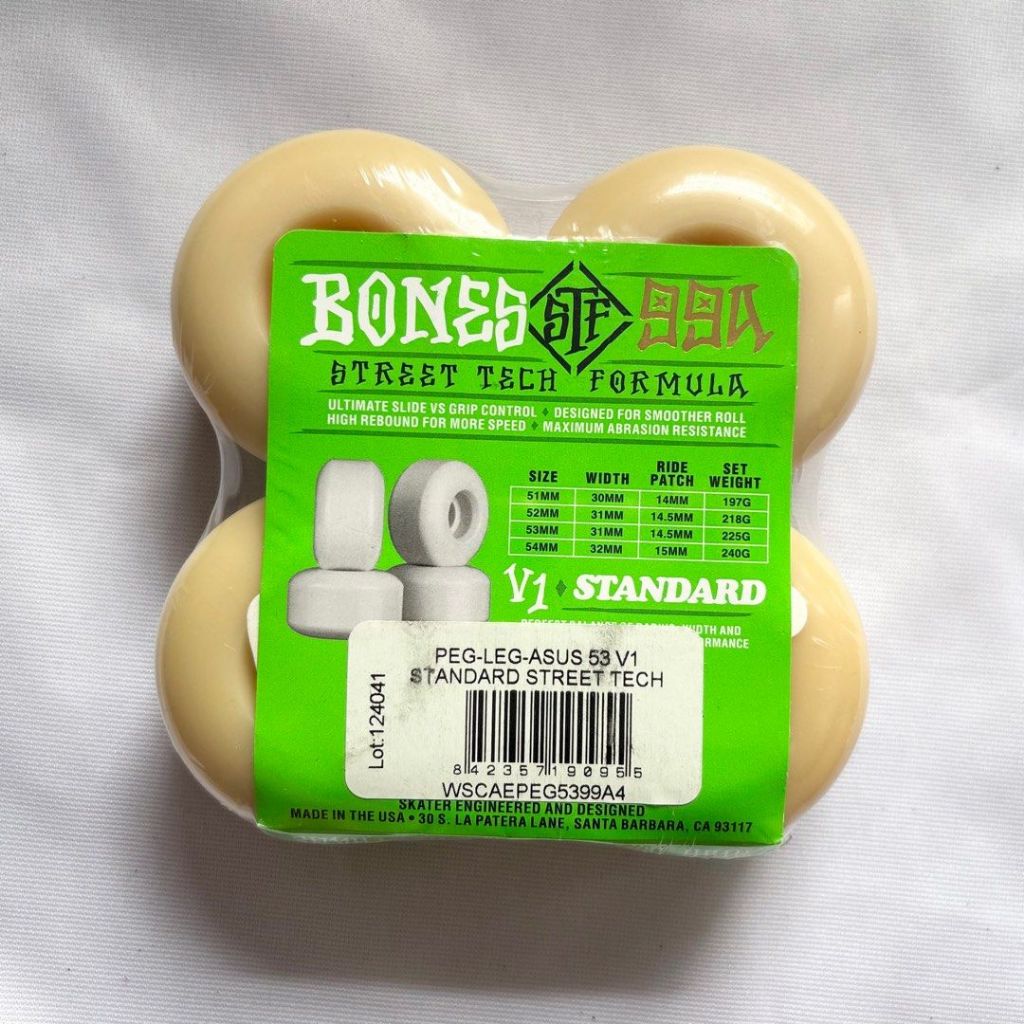 BONES STF 99A
STREET TECH FORMULA
ULTIMATE SLIDE VS GRIP CONTROL ♦ DESIGNED FOR SMOOTHER ROLL
HIGH REBOUND FOR MORE SPEED ♦ MAXIMUM ABRASION RESISTANCE
SIZE WIDTH RIDE PATCH SET WEIGHT
51MM 30MM 14MM 197G
52MM 31MM 14.5MM 218G
53MM 31MM 14.5MM 225G
54MM 32MM 15MM 240G
V1 ♦ STANDARD
WIDTH AND
PEG-LEG-ASUS 53 V1
STANDARD STREET TECH
Lot:124041
842357190955
WSCAEPEG5399A4
SKATER ENGINEERED AND DESIGNED
MADE IN THE USA • 30 S. LA PATERA LANE, SANTA BARBARA, CA 93117